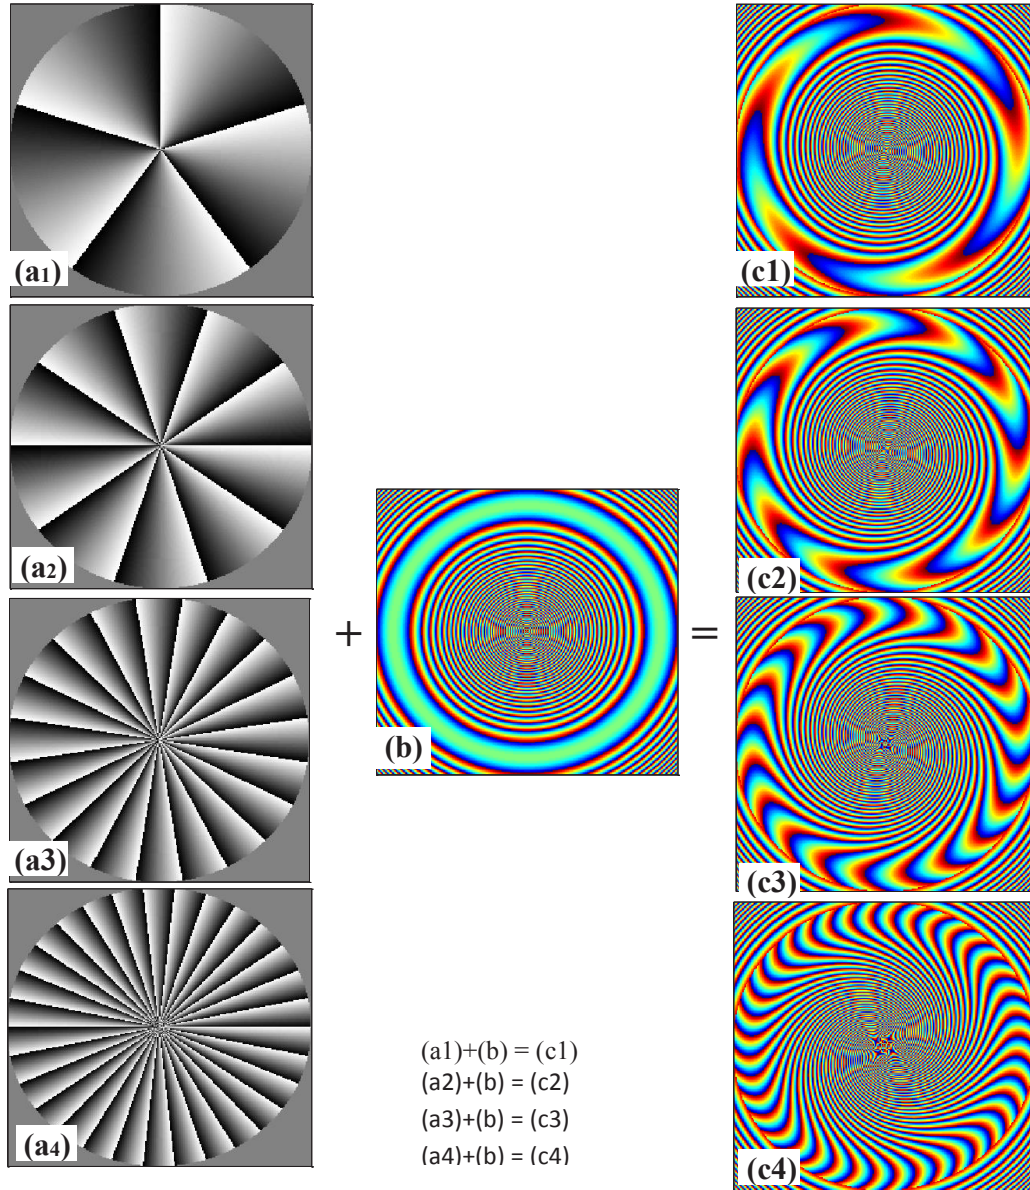 (a1)
(c1)
(a2)
(c2)
+
(b)
=
(a3)
(c3)
(a1)+(b) = (c1)
(a2)+(b) = (c2)
(a3)+(b) = (c3)
(a4)+(b) = (c4)
(a4)
(c4)